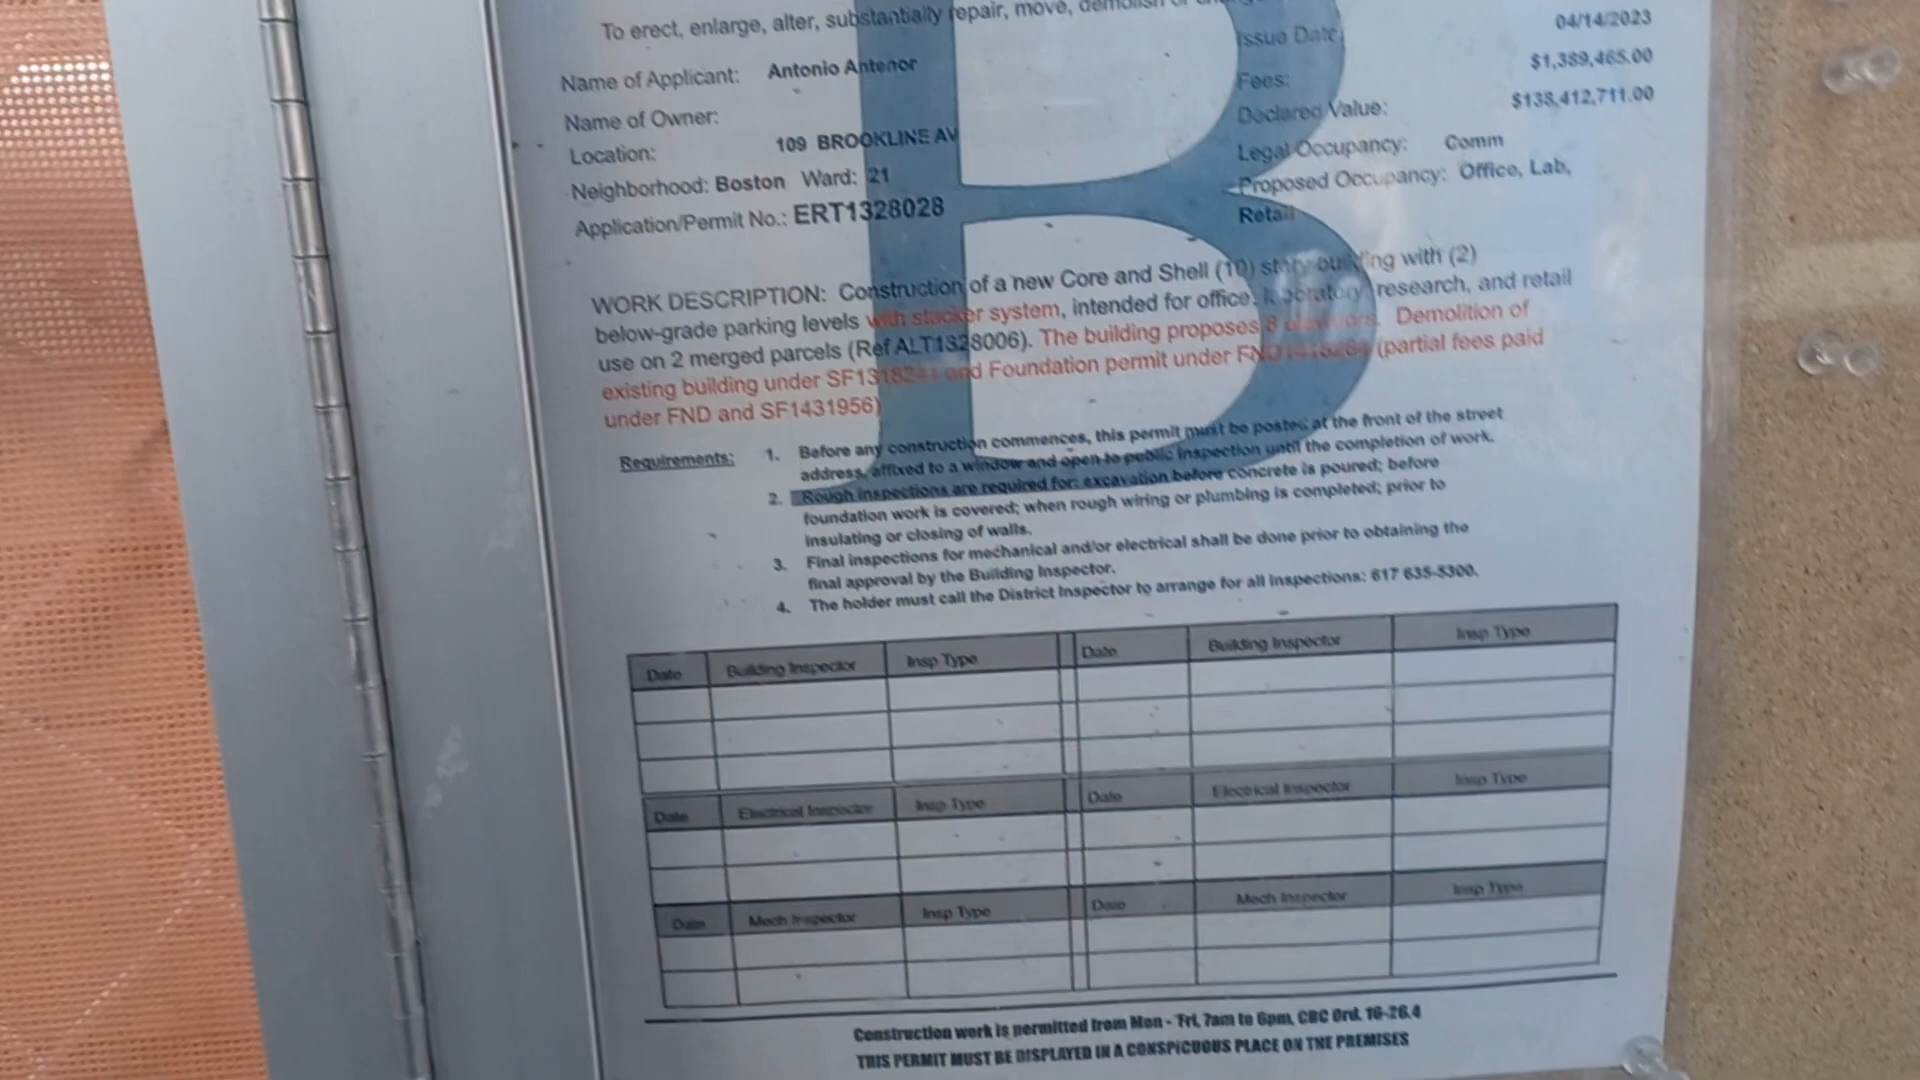 To erect, enlarge, alter, substantially repair, move, demolish or
Name of Applicant: Antonio Antenor
Name of Owner:
Location: 109 BROOKLINE AV
Neighborhood: Boston Ward: 21
Application/Permit No.: ERT1328028
Issue Date: 04/14/2023
Fees: $1,389,465.00
Declared Value: $138,412,711.00
Legal Occupancy: Comm
Proposed Occupancy: Office, Lab,
Retail
WORK DESCRIPTION: Construction of a new Core and Shell (10) story building with (2)
below-grade parking levels with stacker system, intended for office, laboratory, research, and retail
use on 2 merged parcels (Ref ALT1328006). The building proposes 8 Demolition of
existing building under and Foundation permit under (partial fees paid
under FND and SF1431956)
Requirements:
1. Before any construction commences, this permit must be posted at the front of the street
address, affixed to a window and open to public inspection until the completion of work.
2. Rough inspections are required for: excavation before concrete is poured; before
foundation work is covered; when rough wiring or plumbing is completed; prior to
insulating or closing of walls.
3. Final inspections for mechanical and/or electrical shall be done prior to obtaining the
final approval by the Building Inspector.
4. The holder must call the District Inspector to arrange for all inspections: 617 635-5300.
Date Building Inspector Insp Type Date Building Inspector Insp Type
Date Electrical Inspector Insp Type Date Electrical Inspector Insp Type
Date Mech Inspector Insp Type Date Mech Inspector Insp Type
Construction work is permitted from Mon - Fri, 7am to 6pm, CBC Ord. 16-26.4
THIS PERMIT MUST BE DISPLAYED IN A CONSPICUOUS PLACE ON THE PREMISES